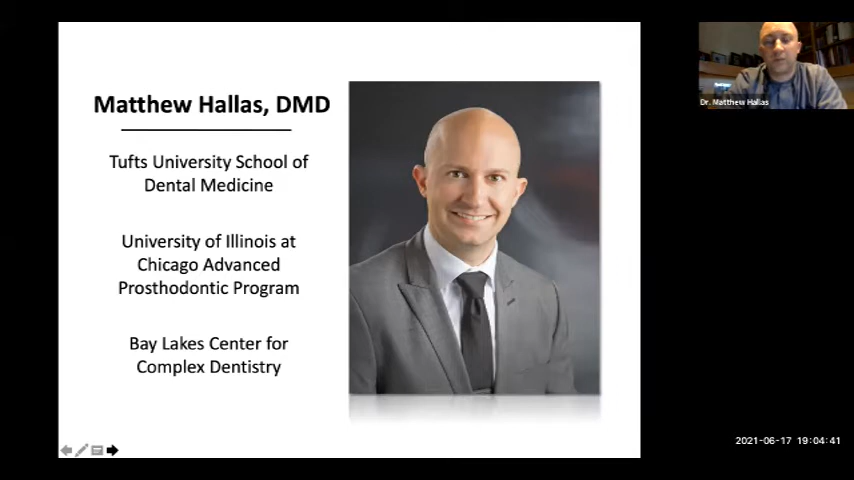 Matthew Hallas, DMD
Tufts University School of
Dental Medicine
University of Illinois at
Chicago Advanced
Prosthodontic Program
Bay Lakes Center for
Complex Dentistry
Dr. Matthew Hallas
2021-06-17 19:04:41